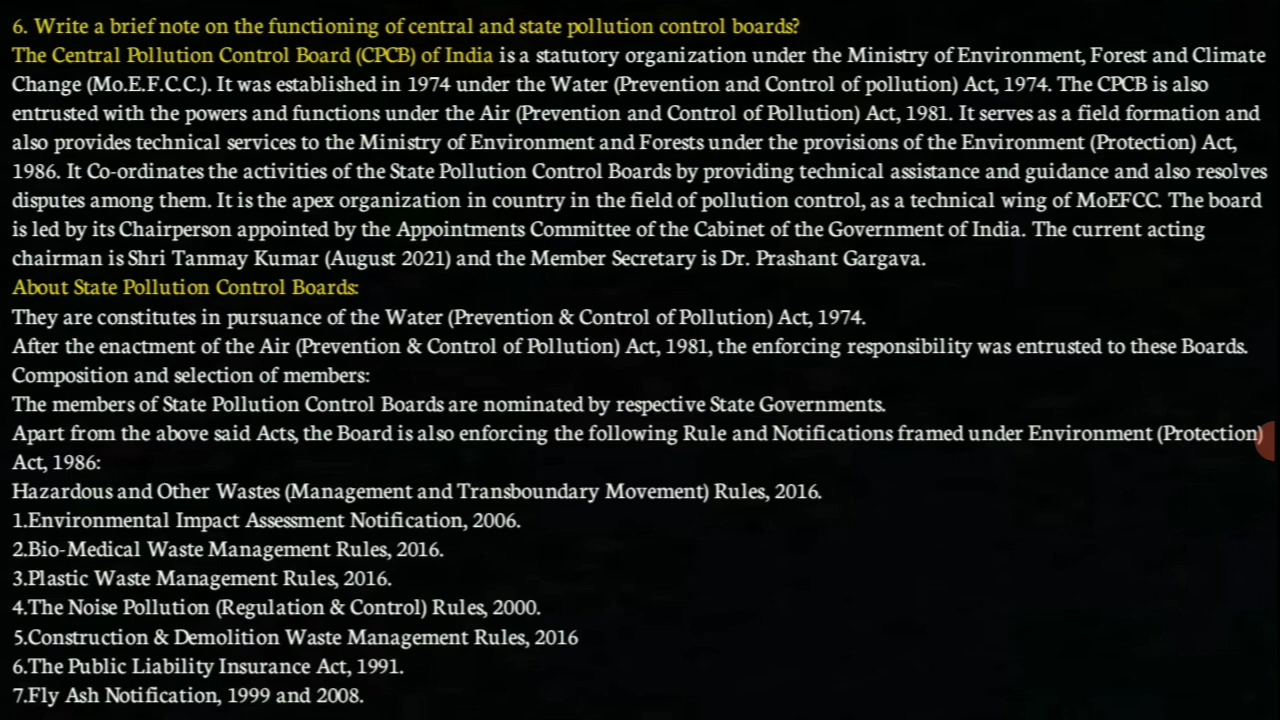 6. Write a brief note on the functioning of central and state pollution control boards?
The Central Pollution Control Board (CPCB) of India is a statutory organization under the Ministry of Environment, Forest and Climate
Change (Mo.E.F.C.C.). It was established in 1974 under the Water (Prevention and Control of pollution) Act, 1974. The CPCB is also
entrusted with the powers and functions under the Air (Prevention and Control of Pollution) Act, 1981. It serves as a field formation and
also provides technical services to the Ministry of Environment and Forests under the provisions of the Environment (Protection) Act,
1986. It Co-ordinates the activities of the State Pollution Control Boards by providing technical assistance and guidance and also resolves
disputes among them. It is the apex organization in country in the field of pollution control, as a technical wing of MoEFCC. The board
is led by its Chairperson appointed by the Appointments Committee of the Cabinet of the Government of India. The current acting
chairman is Shri Tanmay Kumar (August 2021) and the Member Secretary is Dr. Prashant Gargava.
About State Pollution Control Boards:
They are constitutes in pursuance of the Water (Prevention & Control of Pollution) Act, 1974.
After the enactment of the Air (Prevention & Control of Pollution) Act, 1981, the enforcing responsibility was entrusted to these Boards.
Composition and selection of members:
The members of State Pollution Control Boards are nominated by respective State Governments.
Apart from the above said Acts, the Board is also enforcing the following Rule and Notifications framed under Environment (Protection)
Act, 1986:
Hazardous and Other Wastes (Management and Transboundary Movement) Rules, 2016.
1.Environmental Impact Assessment Notification, 2006.
2.Bio-Medical Waste Management Rules, 2016.
3.Plastic Waste Management Rules, 2016.
4.The Noise Pollution (Regulation & Control) Rules, 2000.
5.Construction & Demolition Waste Management Rules, 2016
6.The Public Liability Insurance Act, 1991.
7.Fly Ash Notification, 1999 and 2008.